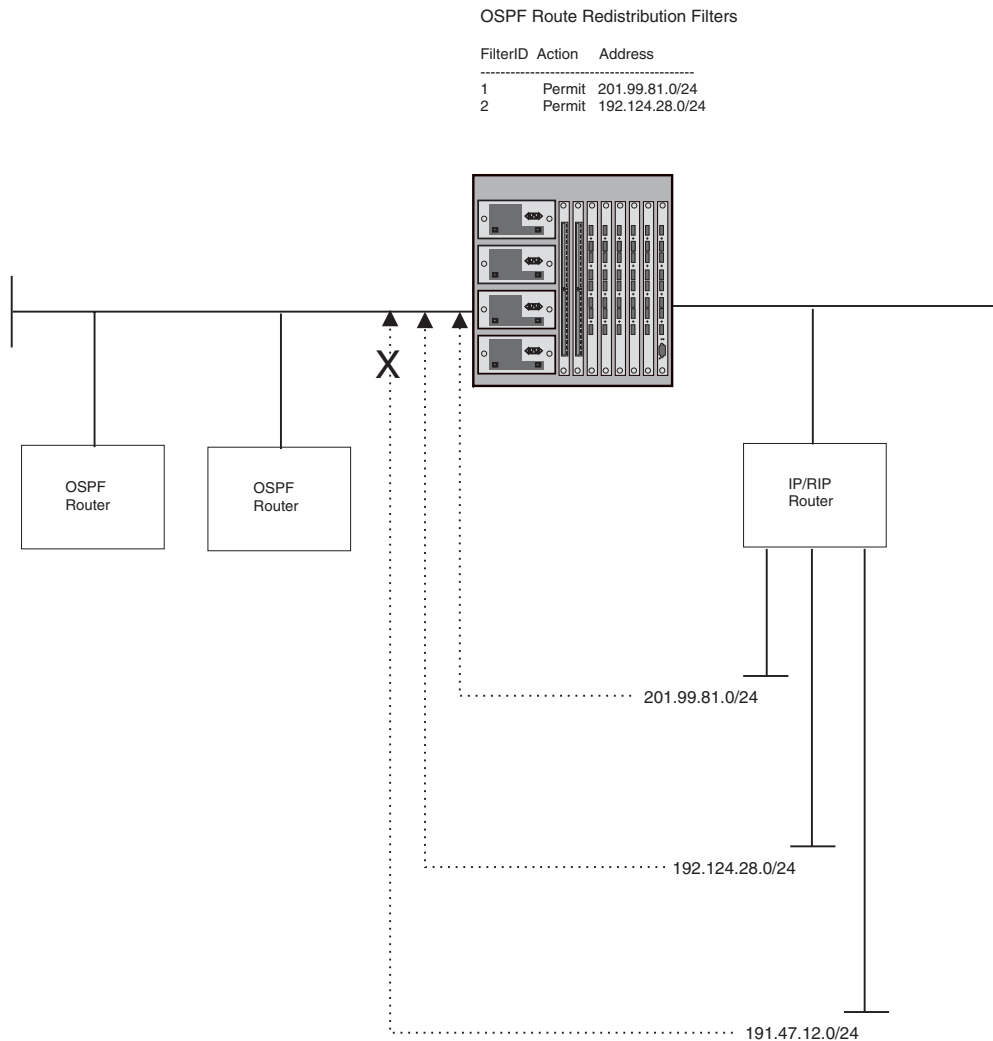 OSPF Route Redistribution Filters
FilterID Action Address
-------------------------------------------
1 Permit 201.99.81.0/24
2 Permit 192.124.28.0/24
X
OSPF
Router
OSPF
Router
IP/RIP
Router
201.99.81.0/24
192.124.28.0/24
191.47.12.0/24